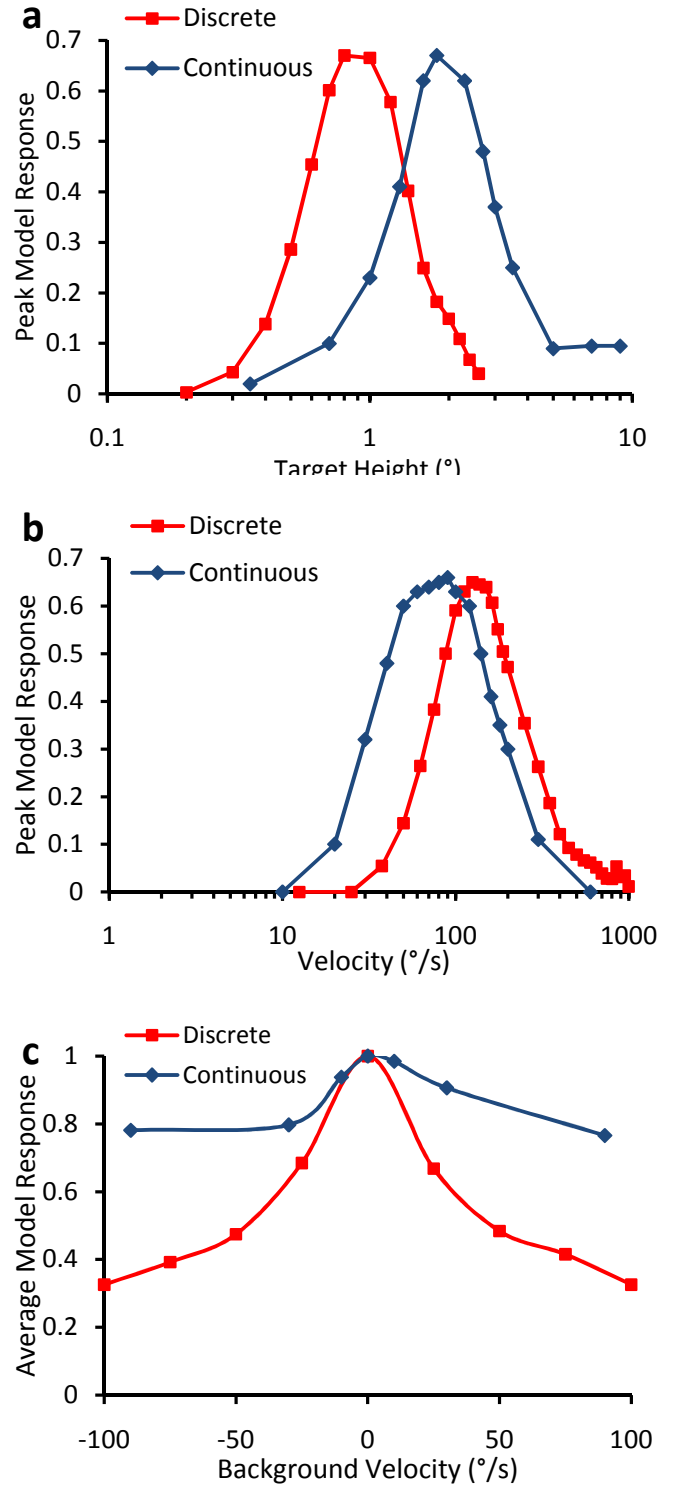 a
Discrete
Continuous
Peak Model Response
0.7
0.6
0.5
0.4
0.3
0.2
0.1
0
0.1 1 10
Target Height (°)
b
Discrete
Continuous
Peak Model Response
0.7
0.6
0.5
0.4
0.3
0.2
0.1
0
1 10 100 1000
Velocity (°/s)
c
Discrete
Continuous
Average Model Response
1
0.8
0.6
0.4
0.2
0
-100 -50 0 50 100
Background Velocity (°/s)